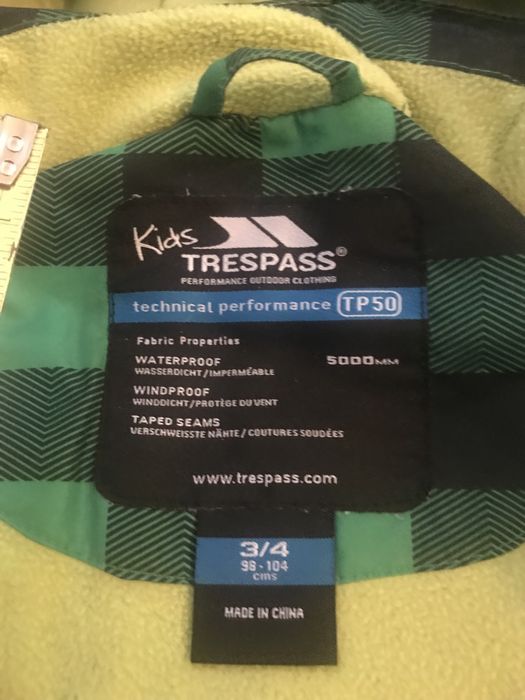 Kids
TRESPASS®
PERFORMANCE OUTDOOR CLOTHING
technical performance TP50
Fabric Properties
WATERPROOF 5000MM
WASSERDICHT/IMPERMÉABLE
WINDPROOF
WINDDICHT/PROTÈGE DU VENT
TAPED SEAMS
VERSCHWEISSTE NÄHTE/COUTURES SOUDÉES
www.trespass.com
3/4
98-104
cms
MADE IN CHINA